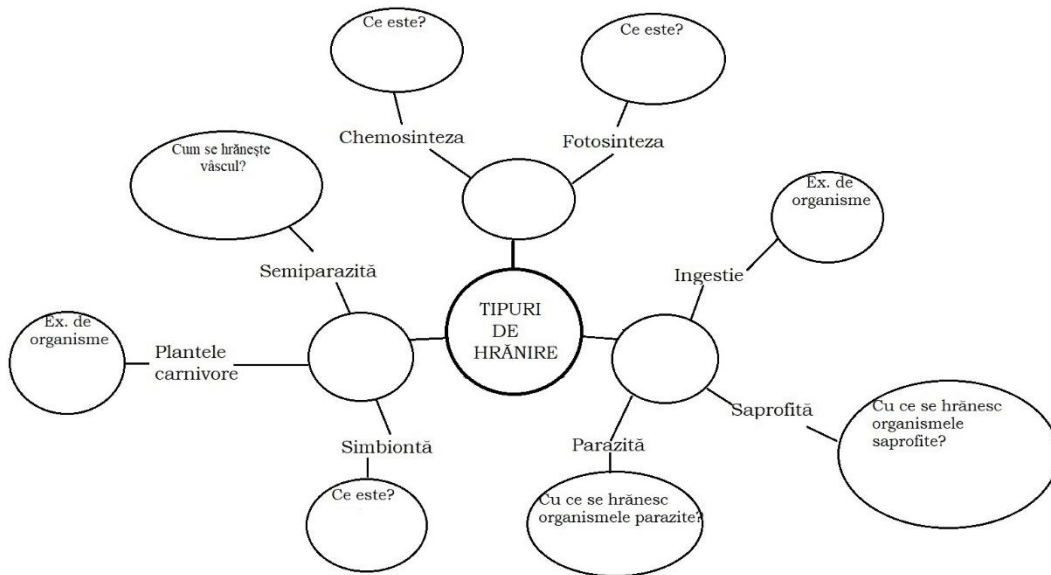 Ce este?
Ce este?
Chemosinteza
Fotosinteza
Cum se hrănește
vâscul?
Ex. de
organisme
Semiparazită
Ingestie
TIPURI
DE
HRĂNIRE
Ex. de
organisme
Plantele
carnivore
Saprofită
Cu ce se hrănesc
organismele
saprofite?
Simbiontă
Parazită
Ce este?
Cu ce se hrănesc
organismele parazite?